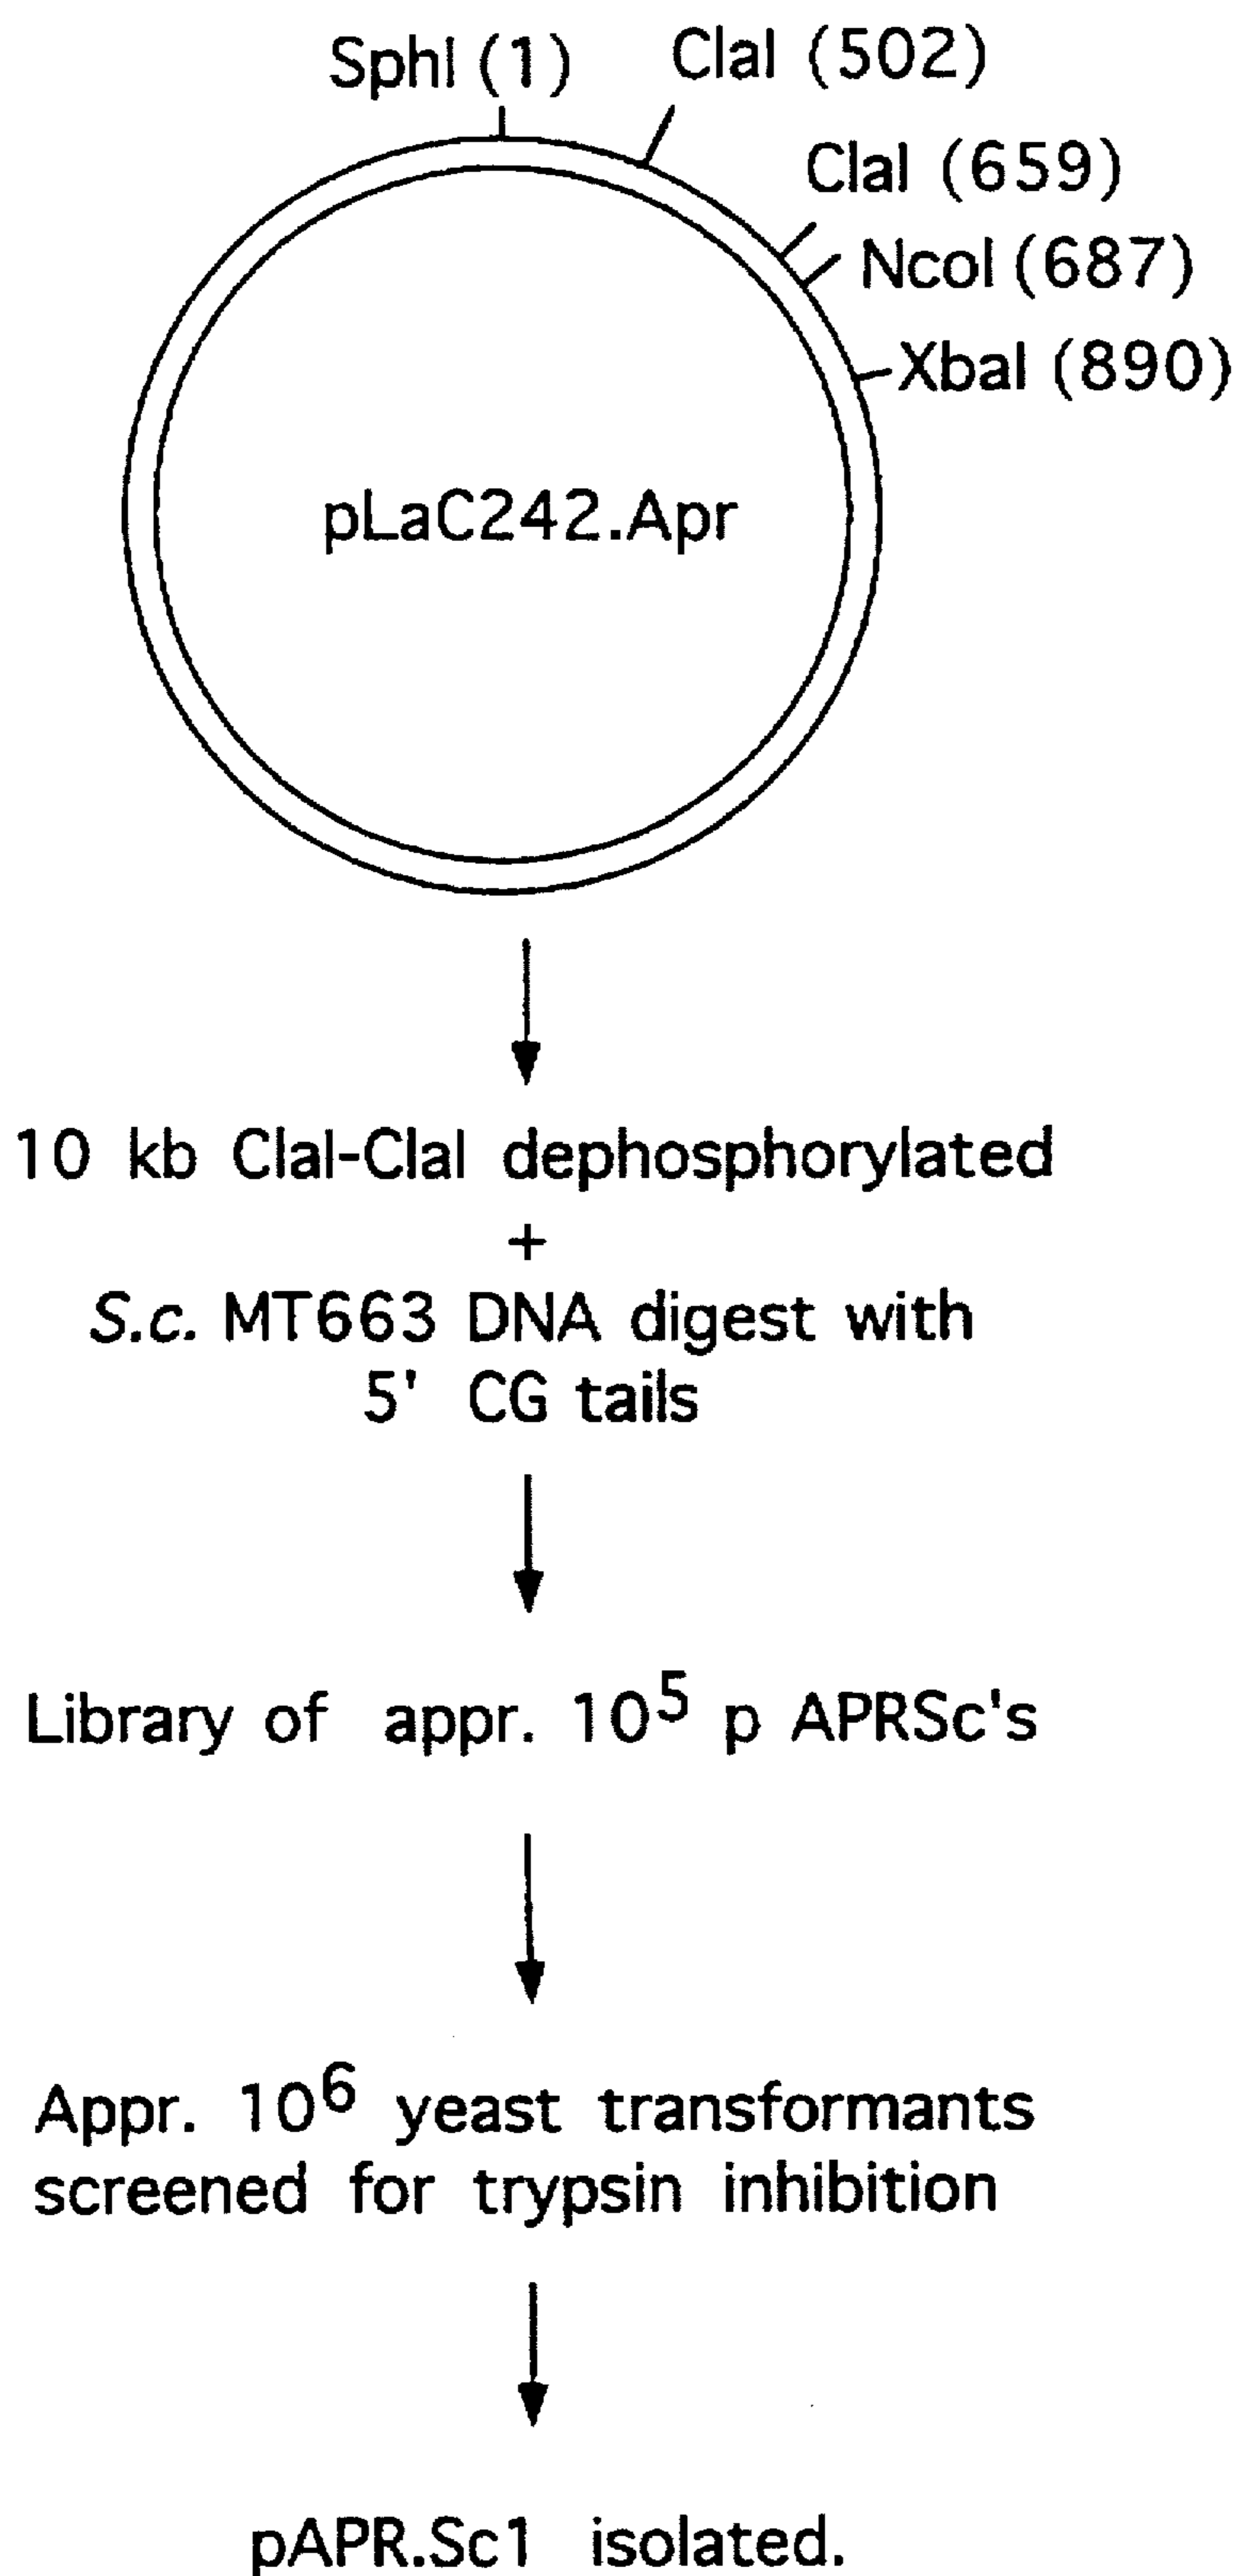 SphI (1)
ClaI (502)
ClaI (659)
NcoI (687)
XbaI (890)
pLaC242.Apr
10 kb ClaI-ClaI dephosphorylated
+
S.c. MT663 DNA digest with
5' CG tails
Library of appr. 10⁵ p APRSc's
Appr. 10⁶ yeast transformants
screened for trypsin inhibition
pAPR.Sc1 isolated.